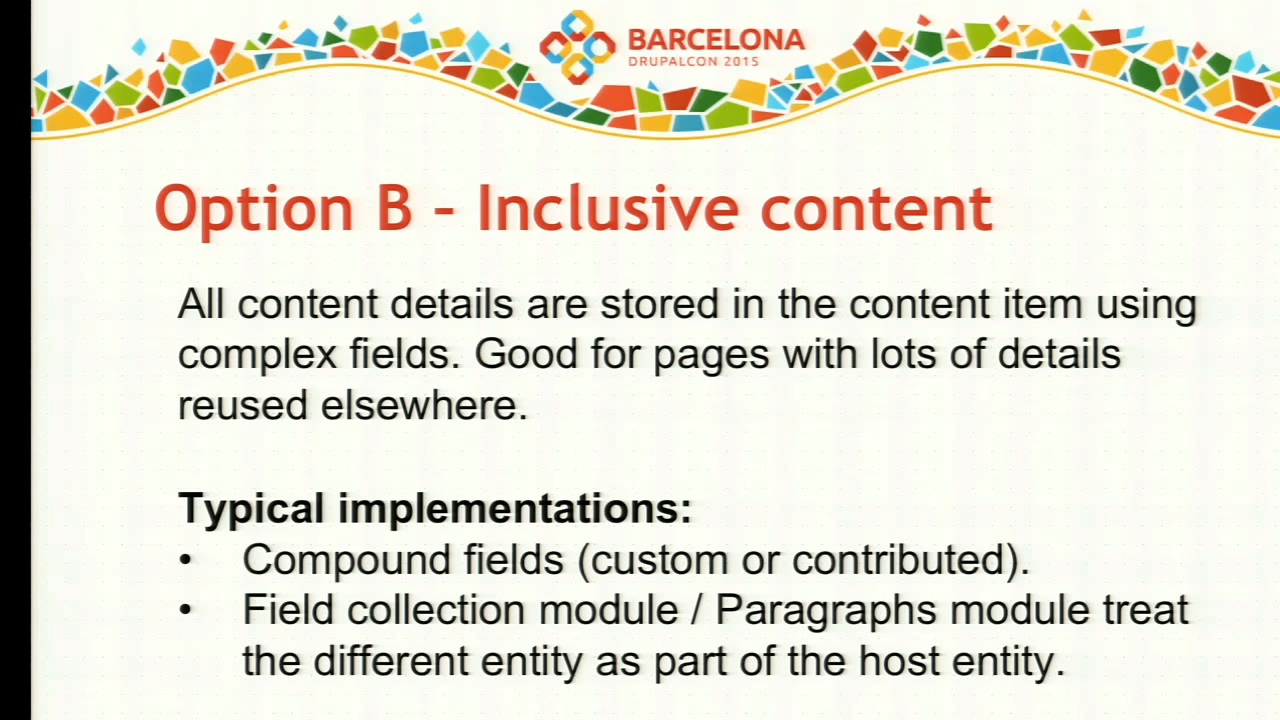 BARCELONA
DRUPALCON 2015
Option B – Inclusive content
All content details are stored in the content item using
complex fields. Good for pages with lots of details
reused elsewhere.
Typical implementations:
• Compound fields (custom or contributed).
• Field collection module / Paragraphs module treat
the different entity as part of the host entity.